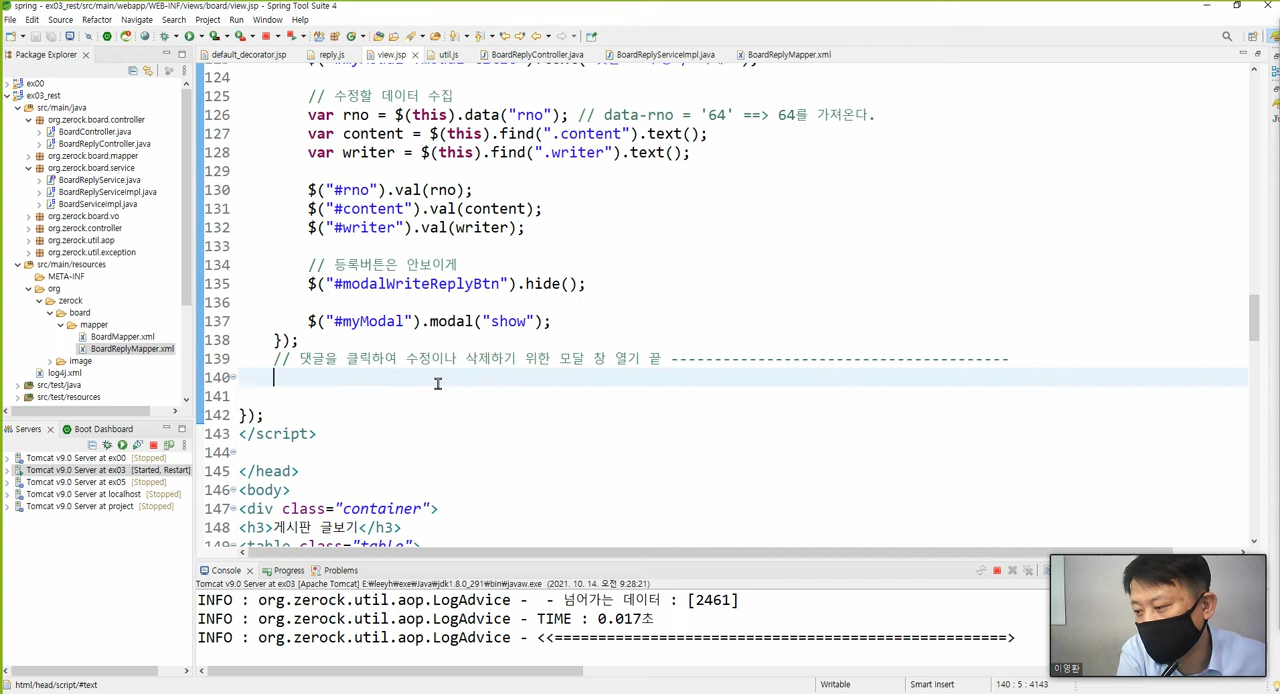 spring - ex03_rest/src/main/webapp/WEB-INF/views/board/view.jsp - Spring Tool Suite 4
File Edit Source Refactor Navigate Search Project Run Window Help
Package Explorer
default_decorator.jsp reply.js view.jsp util.js BoardReplyController.java BoardReplyServiceImpl.java BoardReplyMapper.xml
ex00
ex03_rest
src/main/java
org.zerock.board.controller
BoardController.java
BoardReplyController.java
org.zerock.board.mapper
org.zerock.board.service
BoardReplyService.java
BoardReplyServiceImpl.java
BoardServiceImpl.java
org.zerock.board.vo
org.zerock.controller
org.zerock.util.aop
org.zerock.util.exception
src/main/resources
META-INF
org
zerock
board
mapper
BoardMapper.xml
BoardReplyMapper.xml
image
log4j.xml
src/test/java
src/test/resources
124
125 // 수정할 데이터 수집
126 var rno = $(this).data("rno"); // data-rno = '64' ==> 64를 가져온다.
127 var content = $(this).find(".content").text();
128 var writer = $(this).find(".writer").text();
129
130 $("#rno").val(rno);
131 $("#content").val(content);
132 $("#writer").val(writer);
133
134 // 등록버튼은 안보이게
135 $("#modalWriteReplyBtn").hide();
136
137 $("#myModal").modal("show");
138 });
139 // 댓글을 클릭하여 수정이나 삭제하기 위한 모달 창 열기 끝 ---------------------------------------
140
141
142 });
143 </script>
144
145 </head>
146 <body>
147 <div class="container">
148 <h3>게시판 글보기</h3>
149 <table class="table">
Servers Boot Dashboard
Tomcat v9.0 Server at ex00 [Stopped]
Tomcat v9.0 Server at ex03 [Started, Restart]
Tomcat v9.0 Server at ex05 [Stopped]
Tomcat v9.0 Server at localhost [Stopped]
Tomcat v9.0 Server at project [Stopped]
Console Progress Problems
Tomcat v9.0 Server at ex03 [Apache Tomcat] E:₩leeyh₩exe₩Java₩jdk1.8.0_291₩bin₩javaw.exe (2021. 10. 14. 오전 9:28:21)
INFO : org.zerock.util.aop.LogAdvice - - 넘어가는 데이터 : [2461]
INFO : org.zerock.util.aop.LogAdvice - TIME : 0.017초
INFO : org.zerock.util.aop.LogAdvice - <<====================================================>
이영환
html/head/script/#text Writable Smart Insert 140 : 5 : 4143